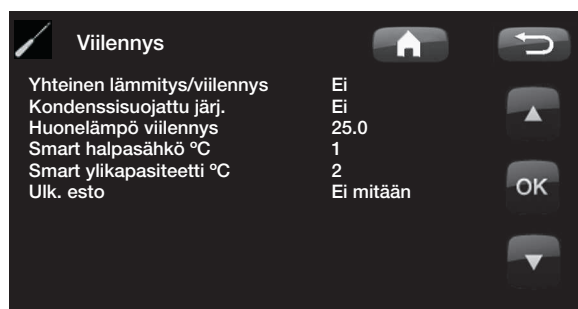 Viilennys
Yhteinen lämmitys/viilennys Ei
Kondenssisuojattu järj. Ei
Huonelämpö viilennys 25.0
Smart halpasähkö ºC 1
Smart ylikapasiteetti ºC 2
Ulk. esto Ei mitään
OK